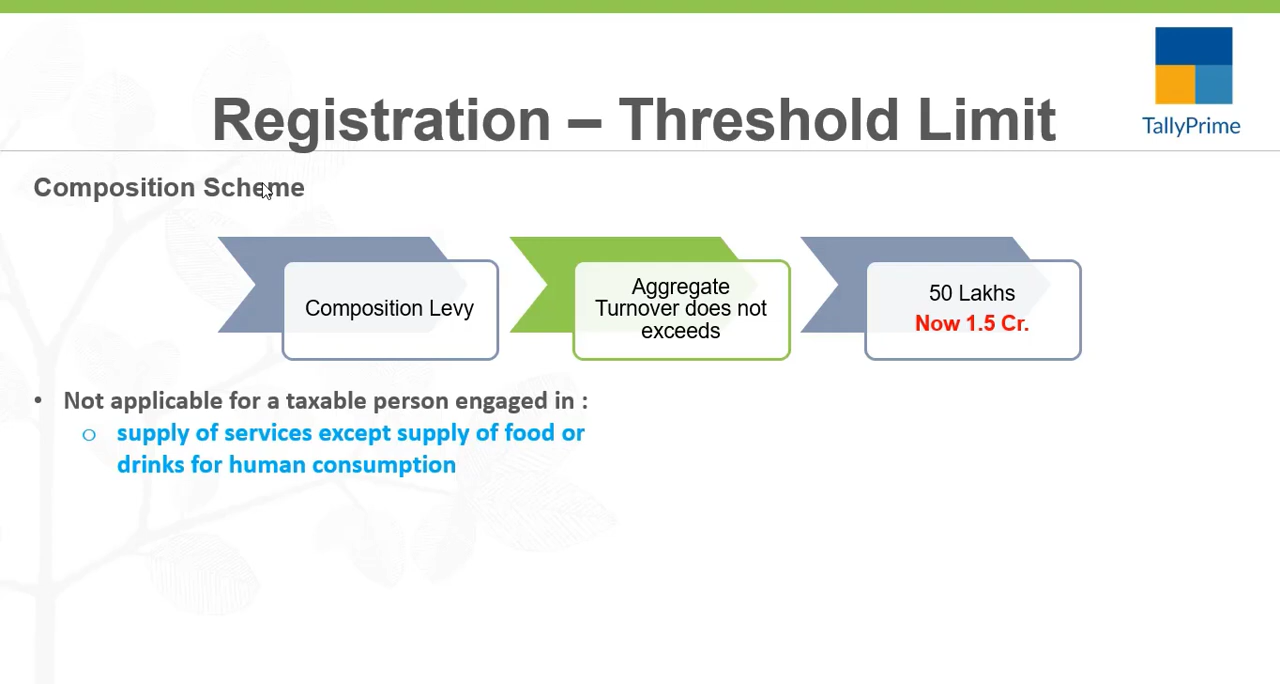 TallyPrime
Registration – Threshold Limit
Composition Scheme
Composition Levy
Aggregate
Turnover does not
exceeds
50 Lakhs
Now 1.5 Cr.
• Not applicable for a taxable person engaged in :
o supply of services except supply of food or
drinks for human consumption